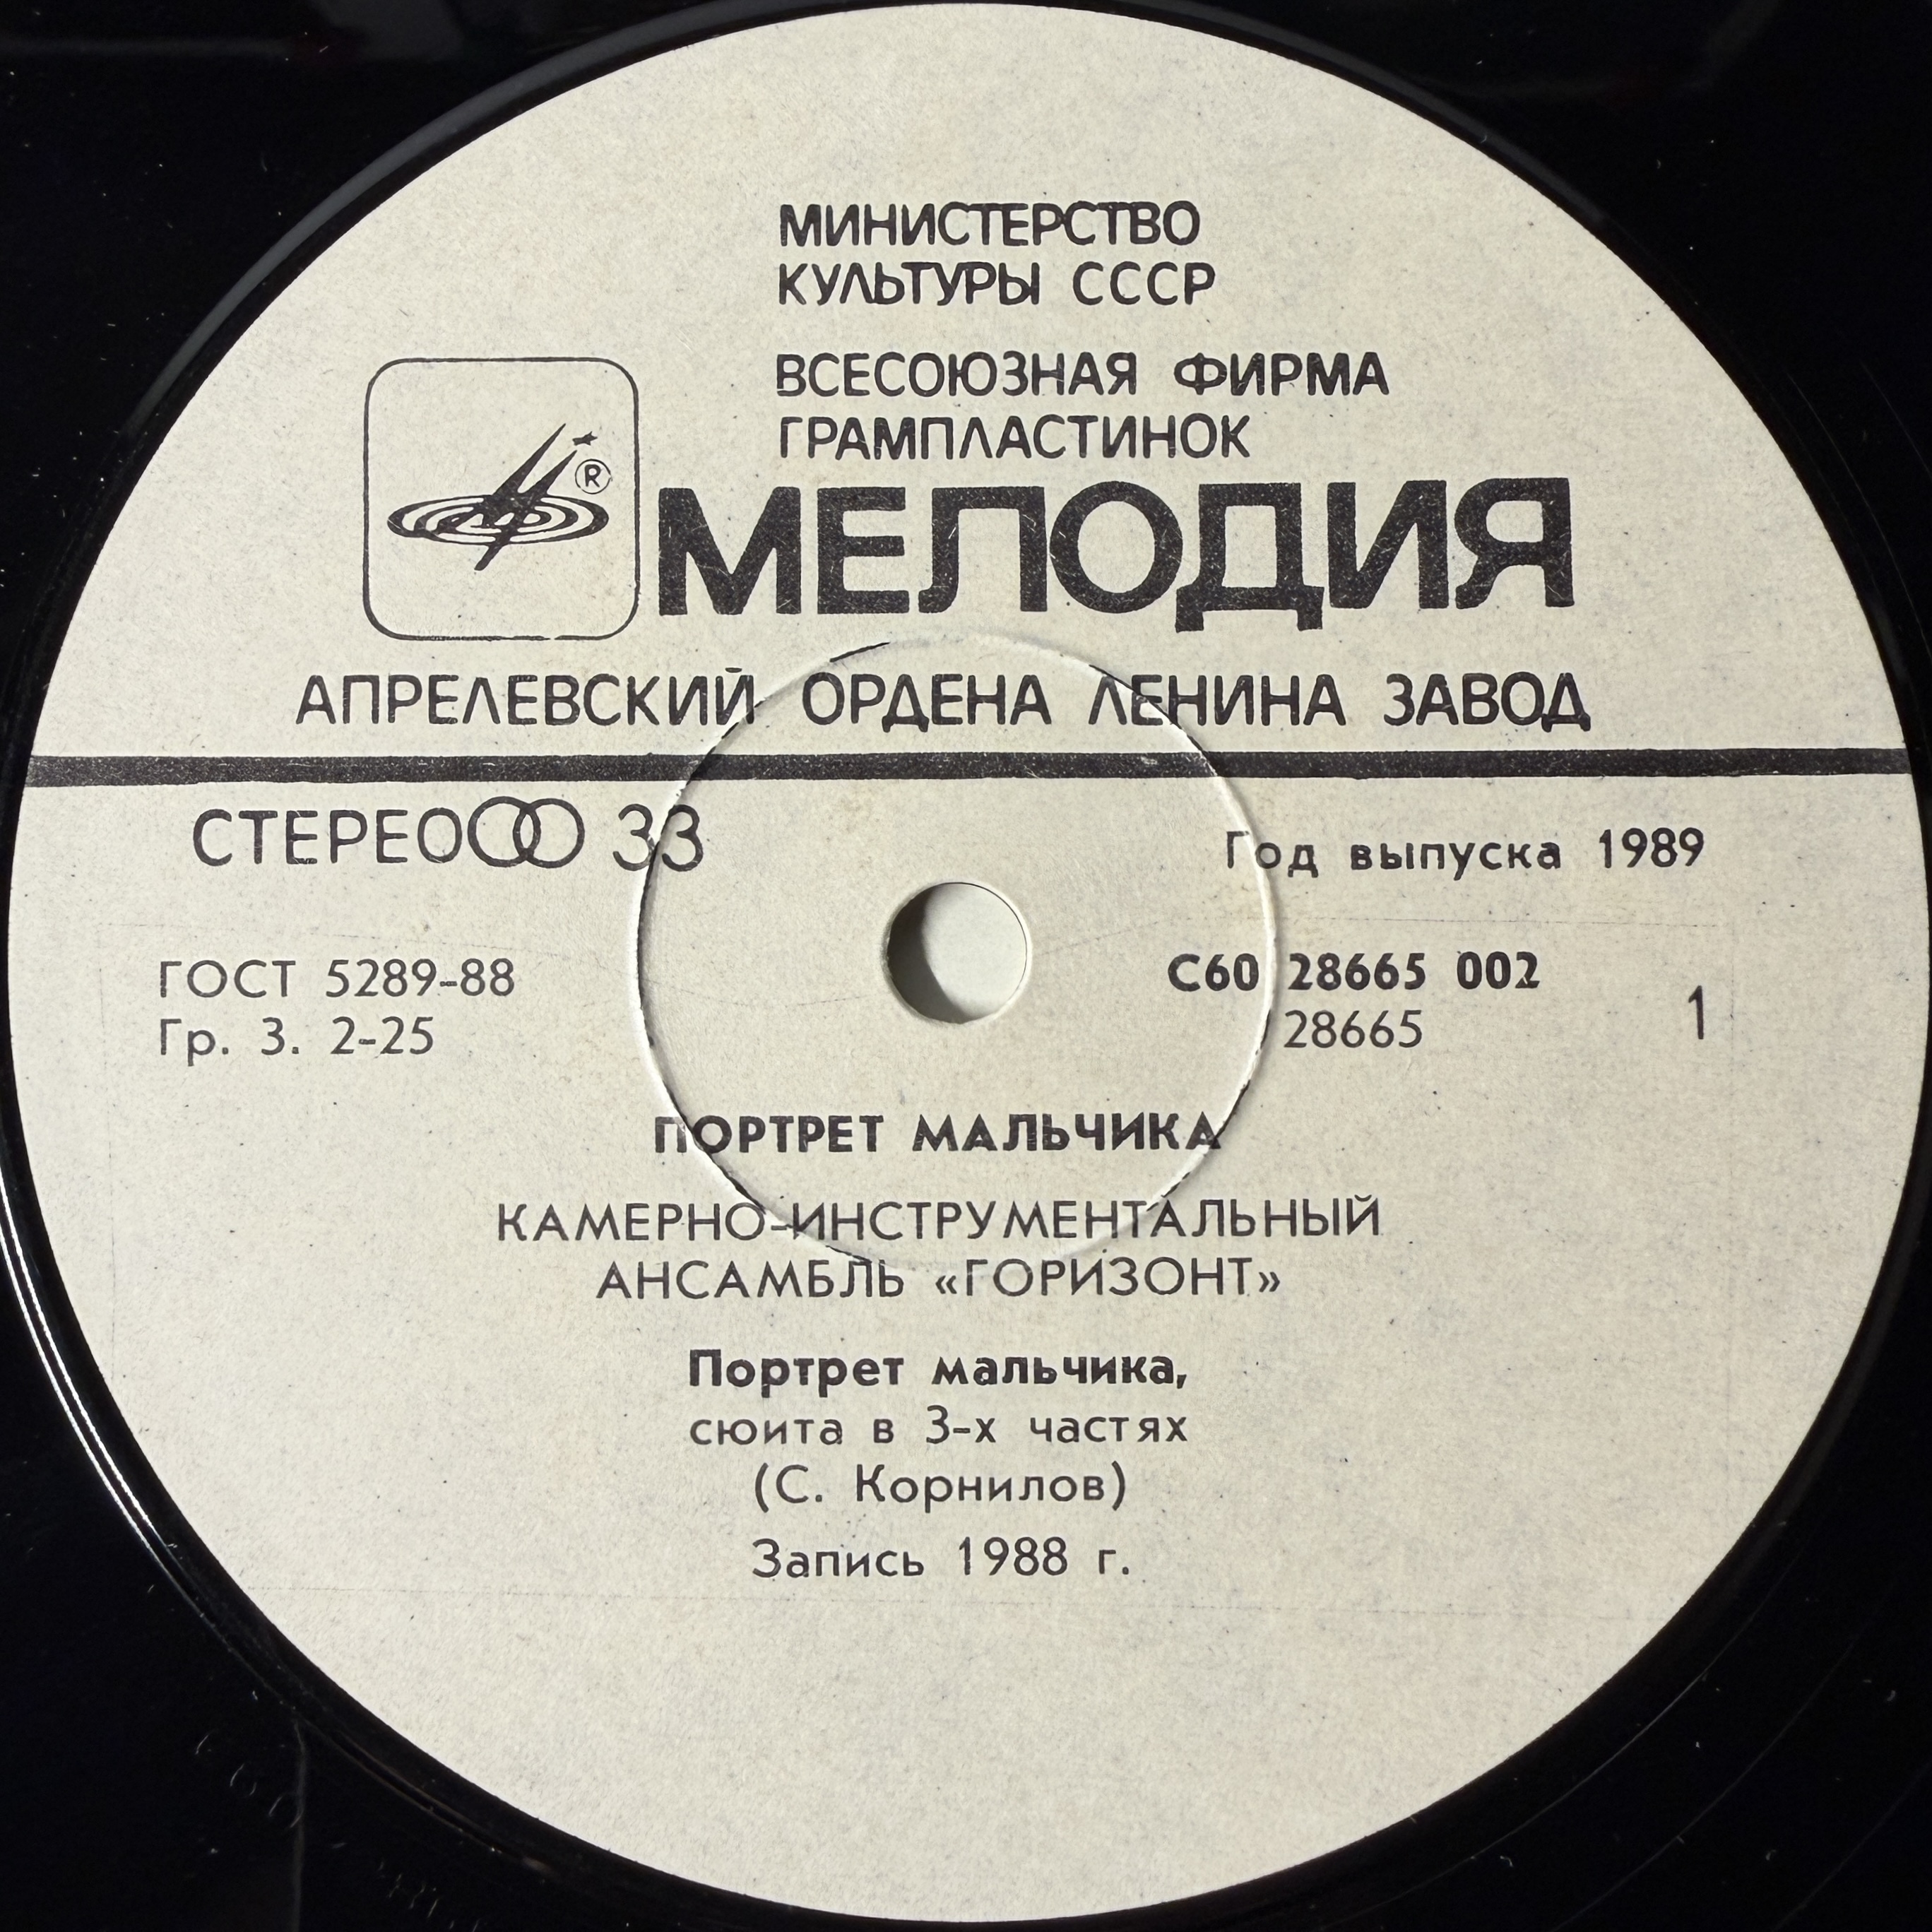 МИНИСТЕРСТВО
КУЛЬТУРЫ СССР
ВСЕСОЮЗНАЯ ФИРМА
ГРАМПЛАСТИНОК
®
МЕЛОДИЯ
АПРЕЛЕВСКИЙ ОРДЕНА ЛЕНИНА ЗАВОД
СТЕРЕО 33
Год выпуска 1989
ГОСТ 5289-88
Гр. 3. 2-25
С60 28665 002
28665
1
ПОРТРЕТ МАЛЬЧИКА
КАМЕРНО-ИНСТРУМЕНТАЛЬНЫЙ
АНСАМБЛЬ «ГОРИЗОНТ»
Портрет мальчика,
сюита в 3-х частях
(С. Корнилов)
Запись 1988 г.